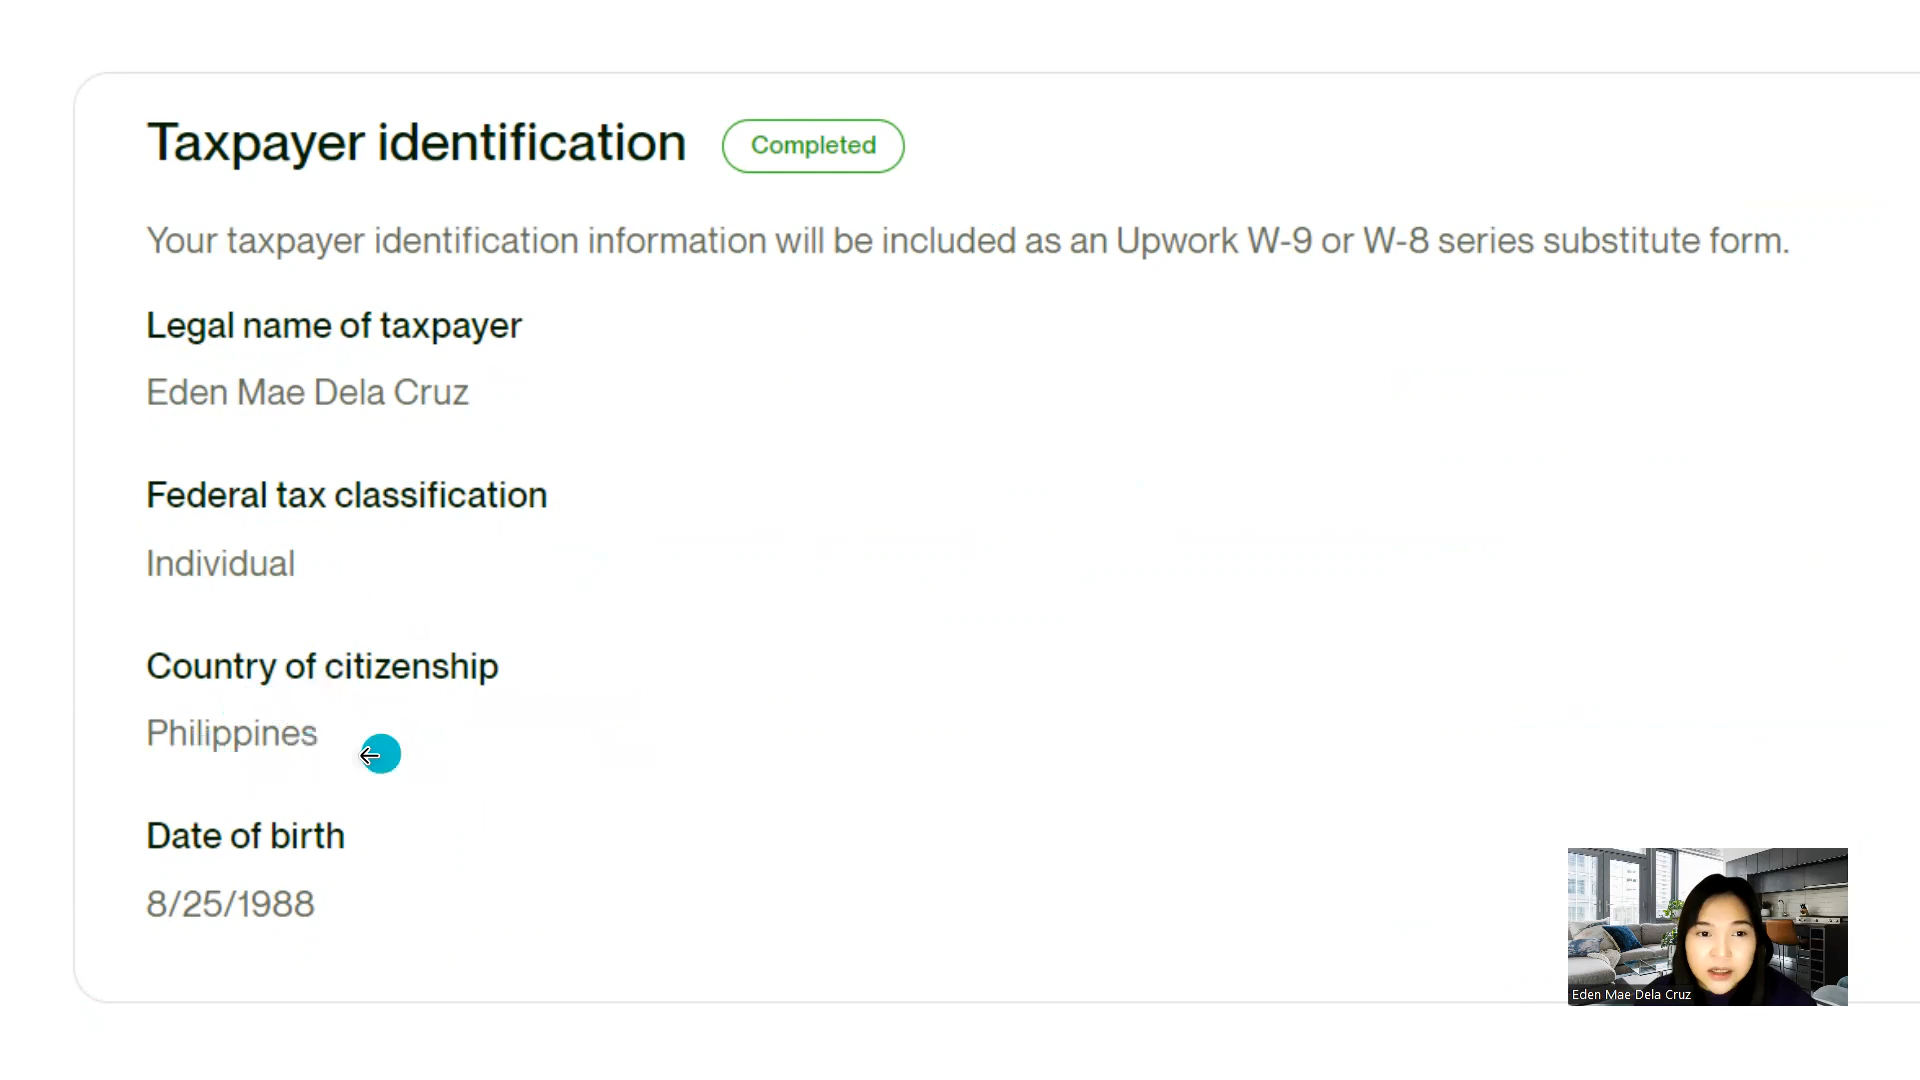 Taxpayer identification
Completed
Your taxpayer identification information will be included as an Upwork W-9 or W-8 series substitute form.
Legal name of taxpayer
Eden Mae Dela Cruz
Federal tax classification
Individual
Country of citizenship
Philippines
Date of birth
8/25/1988
Eden Mae Dela Cruz